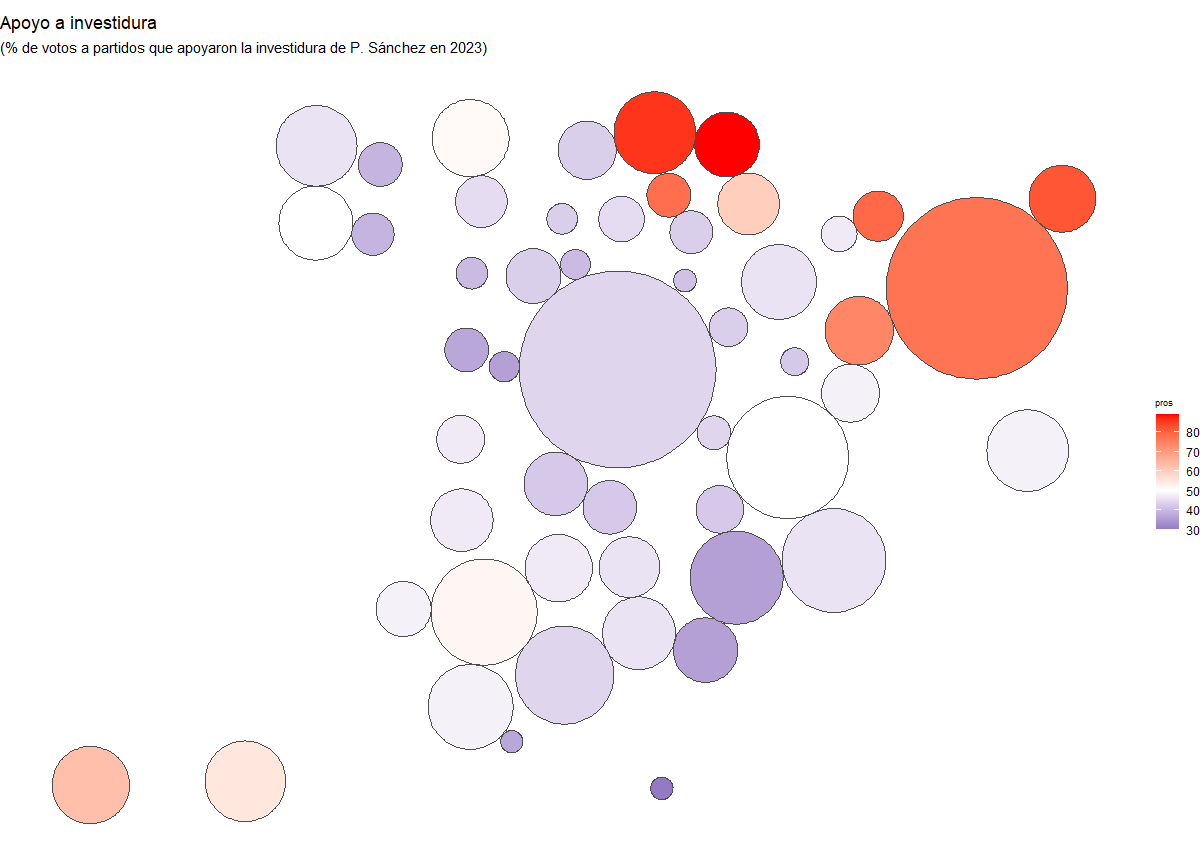 Apoyo a investidura
(% de votos a partidos que apoyaron la investidura de P. Sánchez en 2023)
pros
80
70
60
50
40
30